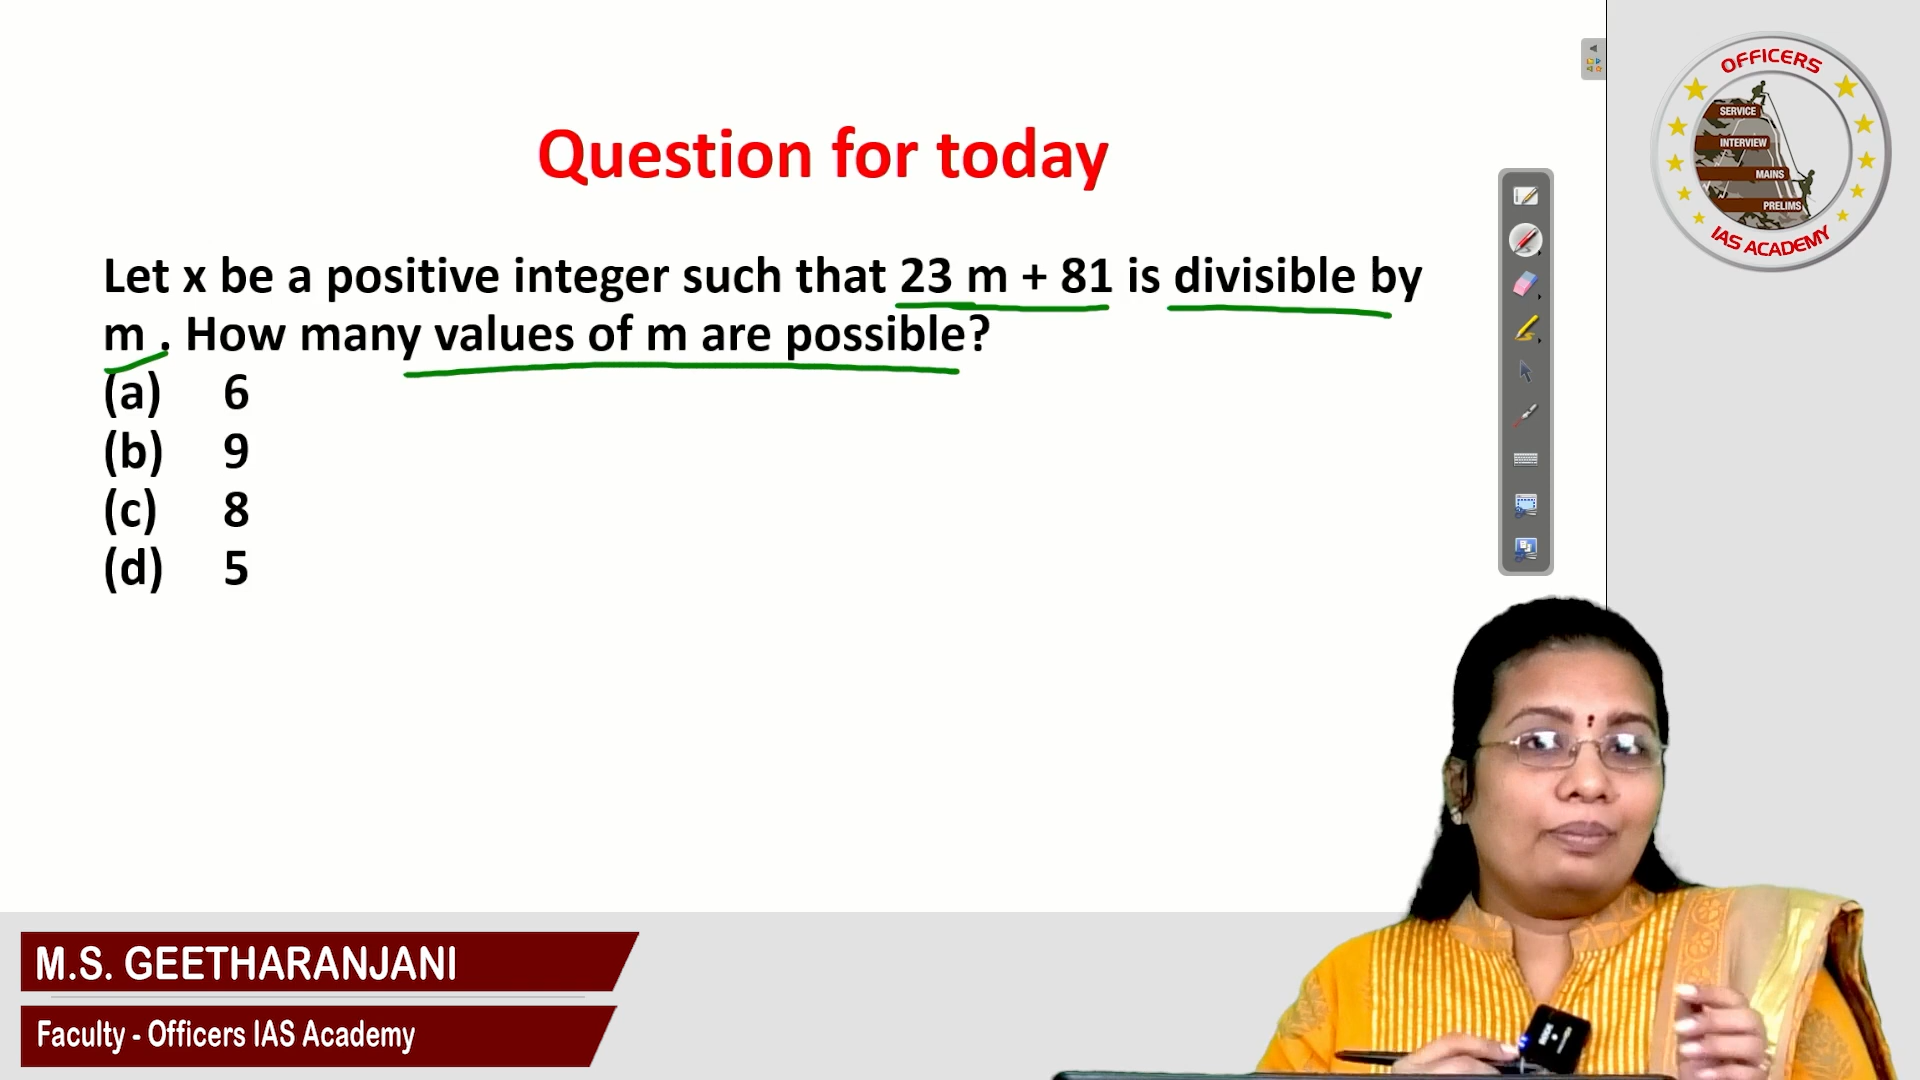 OFFICERS
SERVICE
INTERVIEW
MAINS
PRELIMS
IAS ACADEMY
Question for today
Let x be a positive integer such that 23 m + 81 is divisible by
m . How many values of m are possible?
(a) 6
(b) 9
(c) 8
(d) 5
M.S. GEETHARANJANI
Faculty - Officers IAS Academy